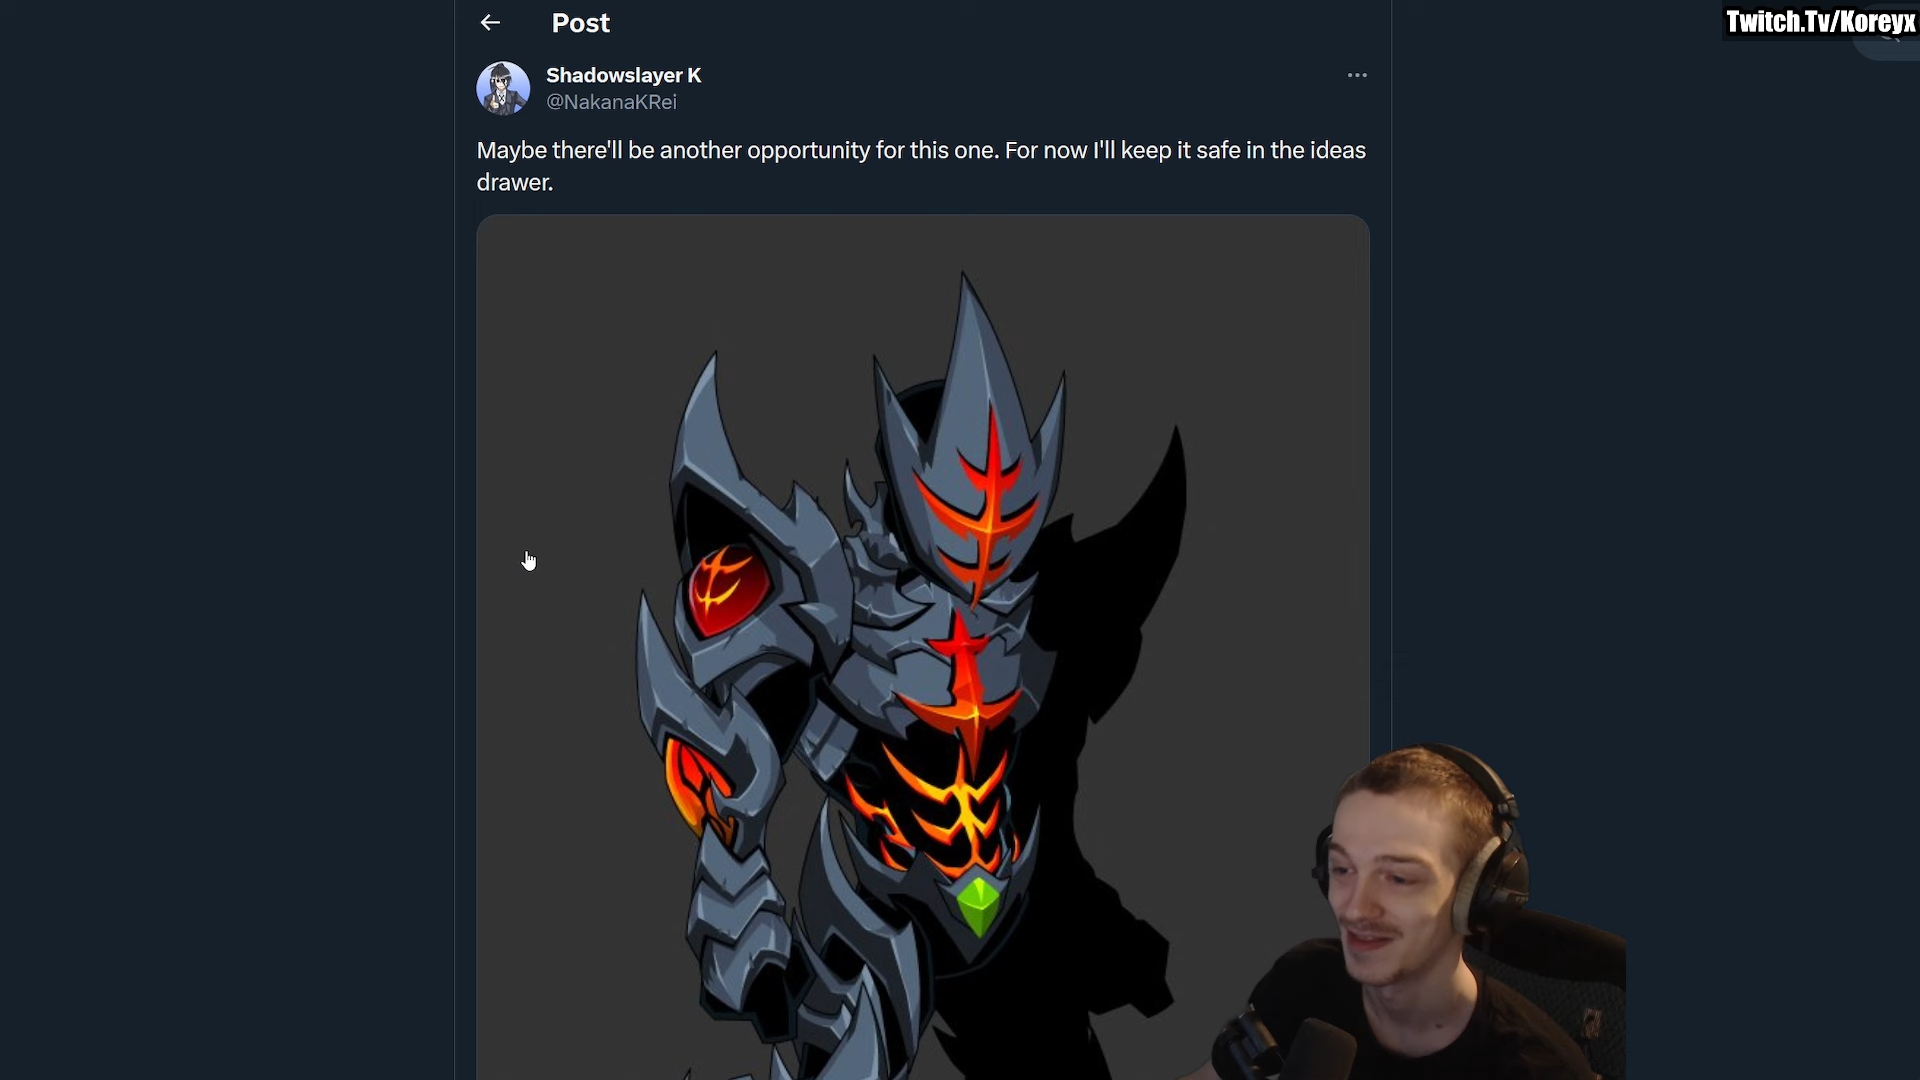 Post
Twitch.Tv/Koreyx
Shadowslayer K
@NakanaKRei
Maybe there'll be another opportunity for this one. For now I'll keep it safe in the ideas
drawer.